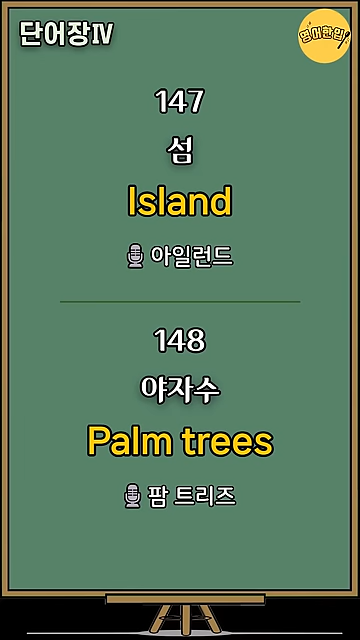 단어장Ⅳ
영어한입
147
섬
Island
아일런드
148
야자수
Palm trees
팜 트리즈